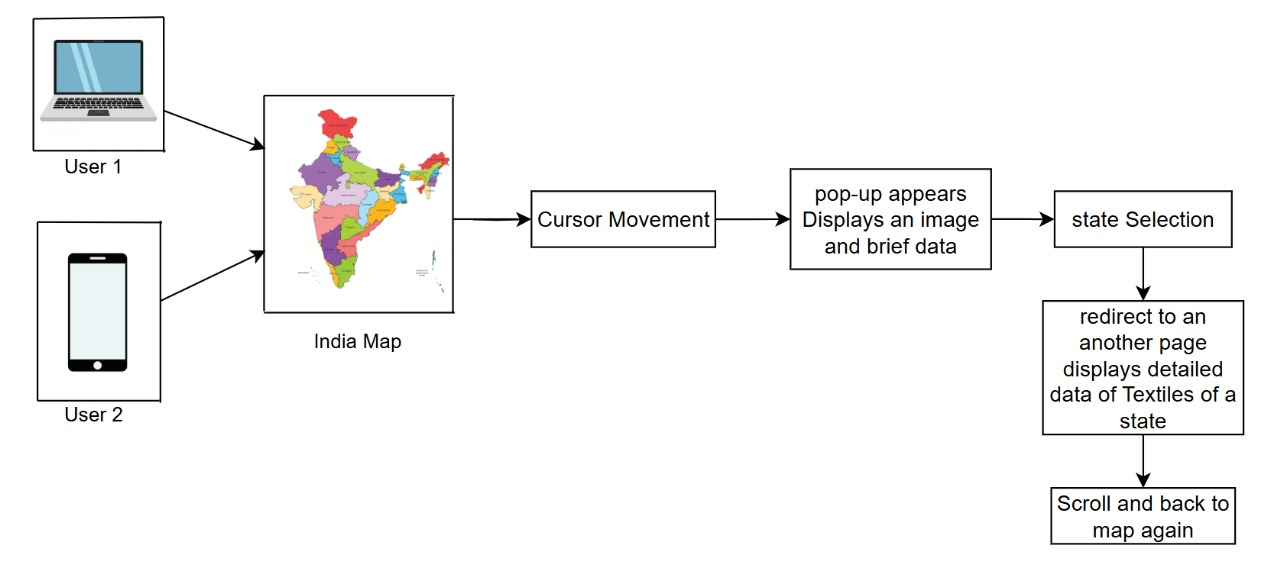 User 1
User 2
India Map
Cursor Movement
pop-up appears
Displays an image
and brief data
state Selection
redirect to an
another page
displays detailed
data of Textiles of a
state
Scroll and back to
map again